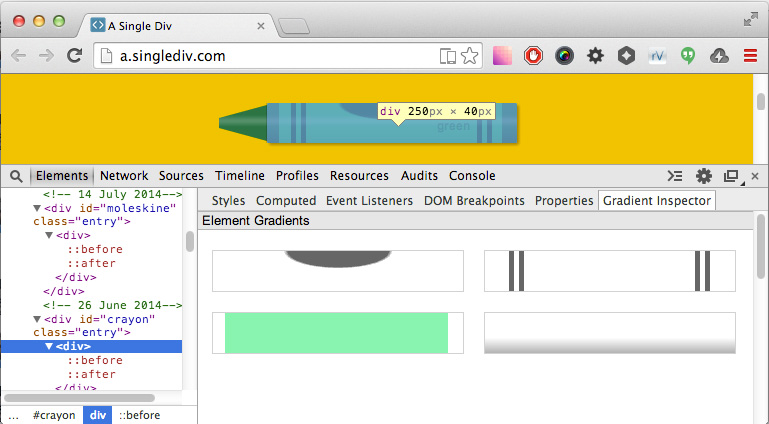 A Single Div
a.singlediv.com
div 250px × 40px
green
Elements Network Sources Timeline Profiles Resources Audits Console
<!-- 14 July 2014-->
<div id="moleskine"
class="entry">
<div>
::before
::after
</div>
</div>
<!-- 26 June 2014-->
<div id="crayon"
class="entry">
<div>
::before
::after
</div>
... #crayon div ::before
Styles Computed Event Listeners DOM Breakpoints Properties Gradient Inspector
Element Gradients